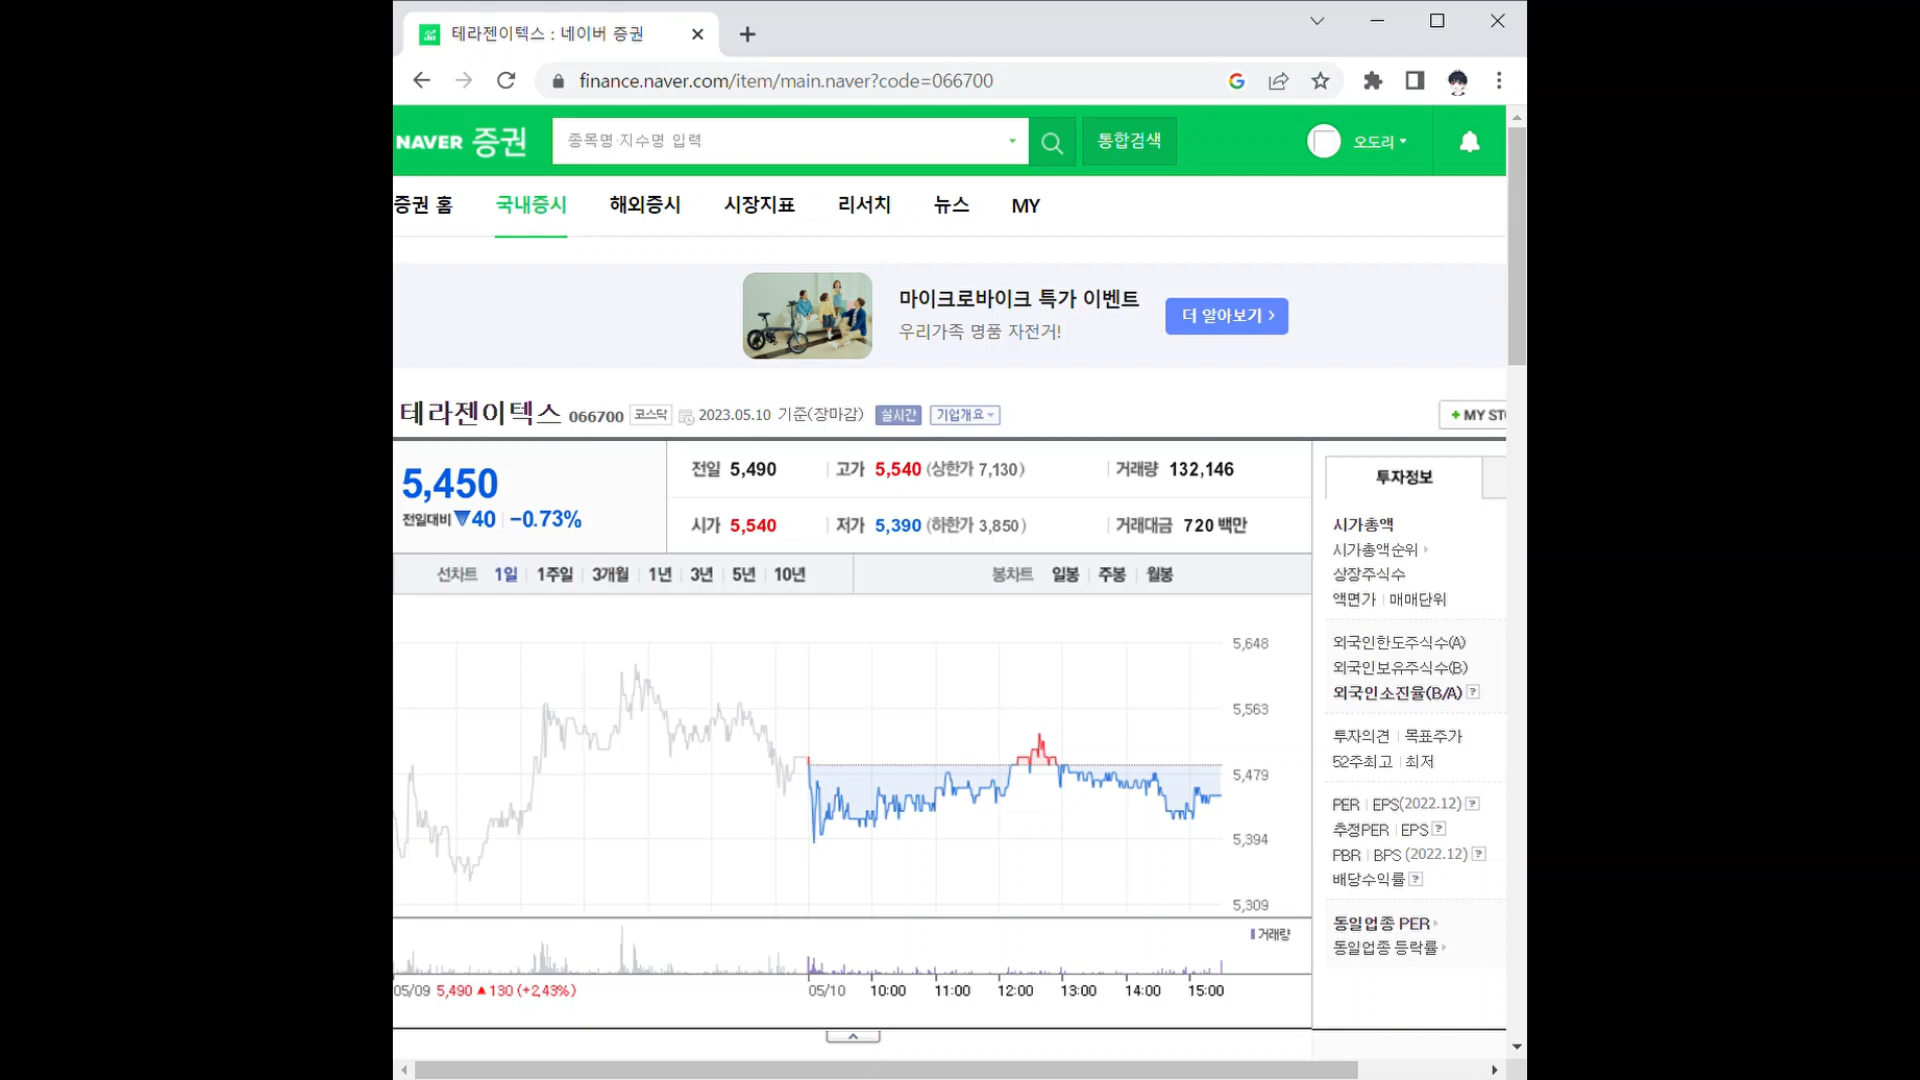 테라젠이텍스 : 네이버 증권
finance.naver.com/item/main.naver?code=066700
NAVER 증권
종목명·지수명 입력
통합검색
오도리
증권 홈 국내증시 해외증시 시장지표 리서치 뉴스 MY
마이크로바이크 특가 이벤트
우리가족 명품 자전거!
더 알아보기 >
테라젠이텍스 066700 코스닥 2023.05.10 기준(장마감) 실시간 기업개요
+ MY ST
5,450
전일대비 ▼40 -0.73%
전일 5,490 고가 5,540 (상한가 7,130) 거래량 132,146
시가 5,540 저가 5,390 (하한가 3,850) 거래대금 720 백만
선차트 1일 1주일 3개월 1년 3년 5년 10년 봉차트 일봉 주봉 월봉
5,648
5,563
5,479
5,394
5,309
거래량
05/09 5,490 ▲130 (+2,43%)
05/10 10:00 11:00 12:00 13:00 14:00 15:00
투자정보
시가총액
시가총액순위
상장주식수
액면가 | 매매단위
외국인한도주식수(A)
외국인보유주식수(B)
외국인소진율(B/A) ?
투자의견 | 목표주가
52주최고 | 최저
PER | EPS(2022.12) ?
추정PER | EPS ?
PBR | BPS (2022.12) ?
배당수익률 ?
동일업종 PER
동일업종 등락률